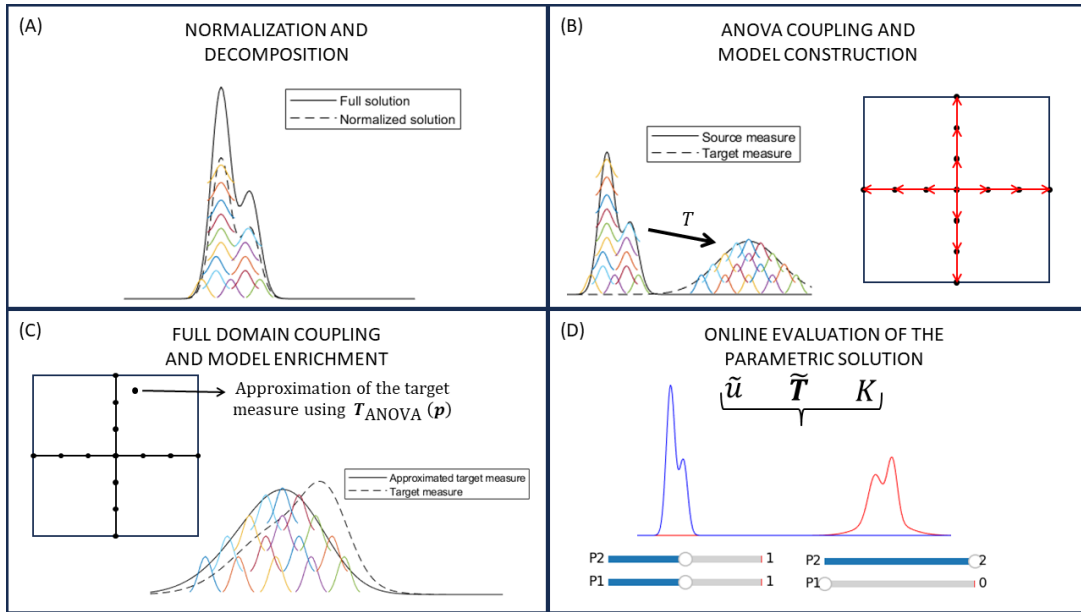 (A)
NORMALIZATION AND
DECOMPOSITION
Full solution
Normalized solution
(B)
ANOVA COUPLING AND
MODEL CONSTRUCTION
Source measure
Target measure
T
(C)
FULL DOMAIN COUPLING
AND MODEL ENRICHMENT
Approximation of the target
measure using T_ANOVA (p)
Approximated target measure
Target measure
(D)
ONLINE EVALUATION OF THE
PARAMETRIC SOLUTION
ũ T̃ K
P2 1
P1 1
P2 2
P1 0